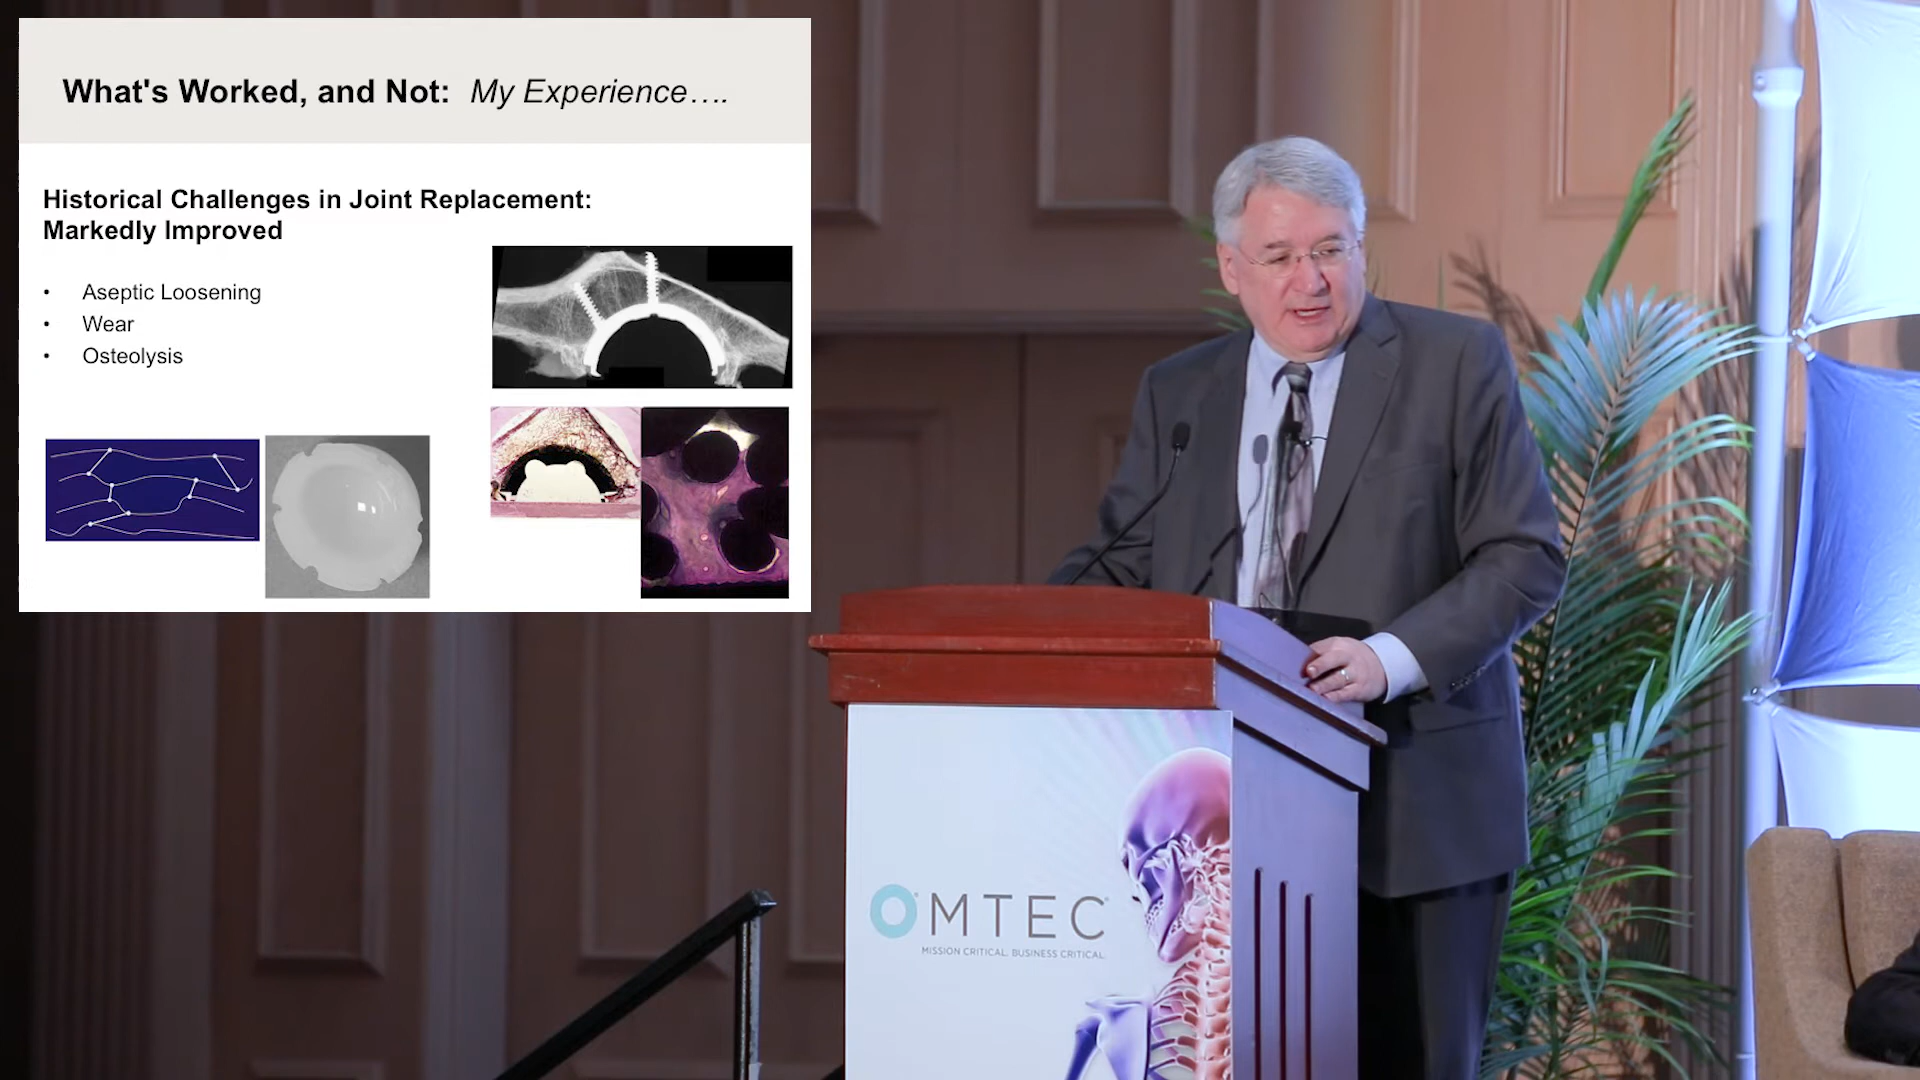 What's Worked, and Not: My Experience....
Historical Challenges in Joint Replacement:
Markedly Improved
• Aseptic Loosening
• Wear
• Osteolysis
OMTEC
MISSION CRITICAL. BUSINESS CRITICAL.